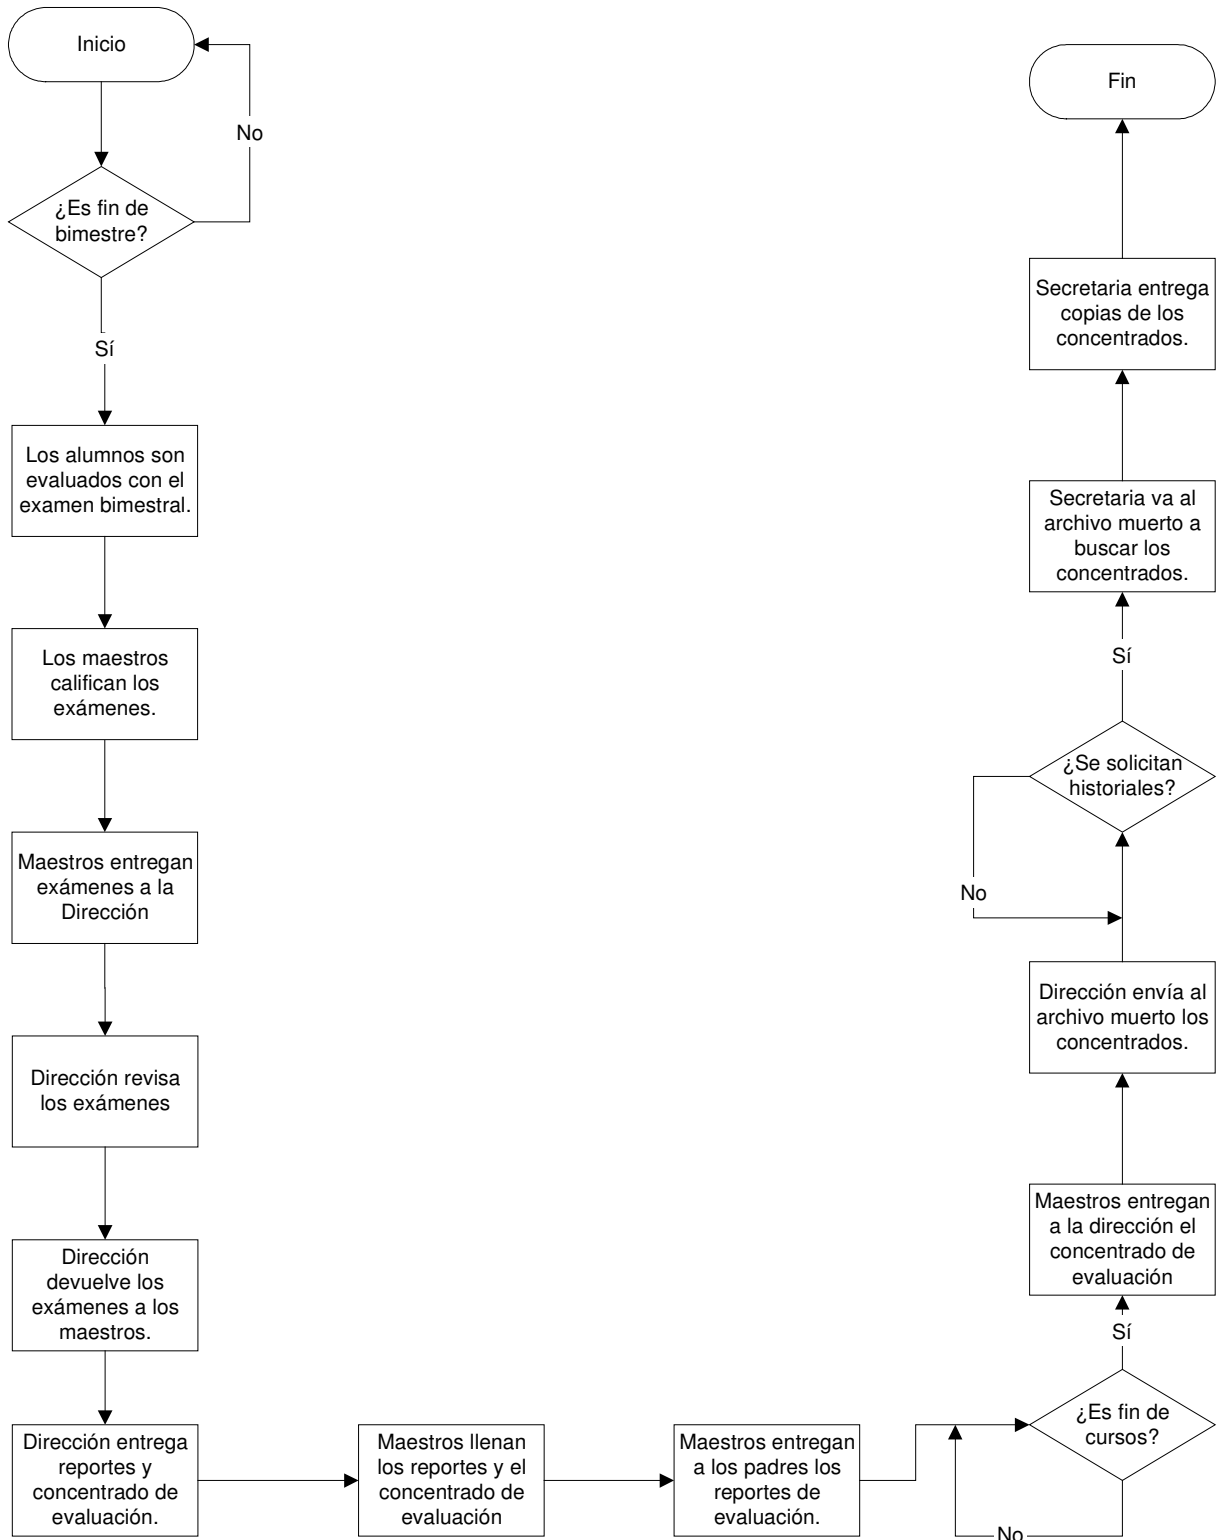 Inicio
No
¿Es fin de
bimestre?
Sí
Los alumnos son
evaluados con el
examen bimestral.
Los maestros
califican los
exámenes.
Maestros entregan
exámenes a la
Dirección
Dirección revisa
los exámenes
Dirección
devuelve los
exámenes a los
maestros.
Dirección entrega
reportes y
concentrado de
evaluación.
Maestros llenan
los reportes y el
concentrado de
evaluación
Maestros entregan
a los padres los
reportes de
evaluación.
¿Es fin de
cursos?
No
Sí
Maestros entregan
a la dirección el
concentrado de
evaluación
Dirección envía al
archivo muerto los
concentrados.
No
¿Se solicitan
historiales?
Sí
Secretaria va al
archivo muerto a
buscar los
concentrados.
Secretaria entrega
copias de los
concentrados.
Fin